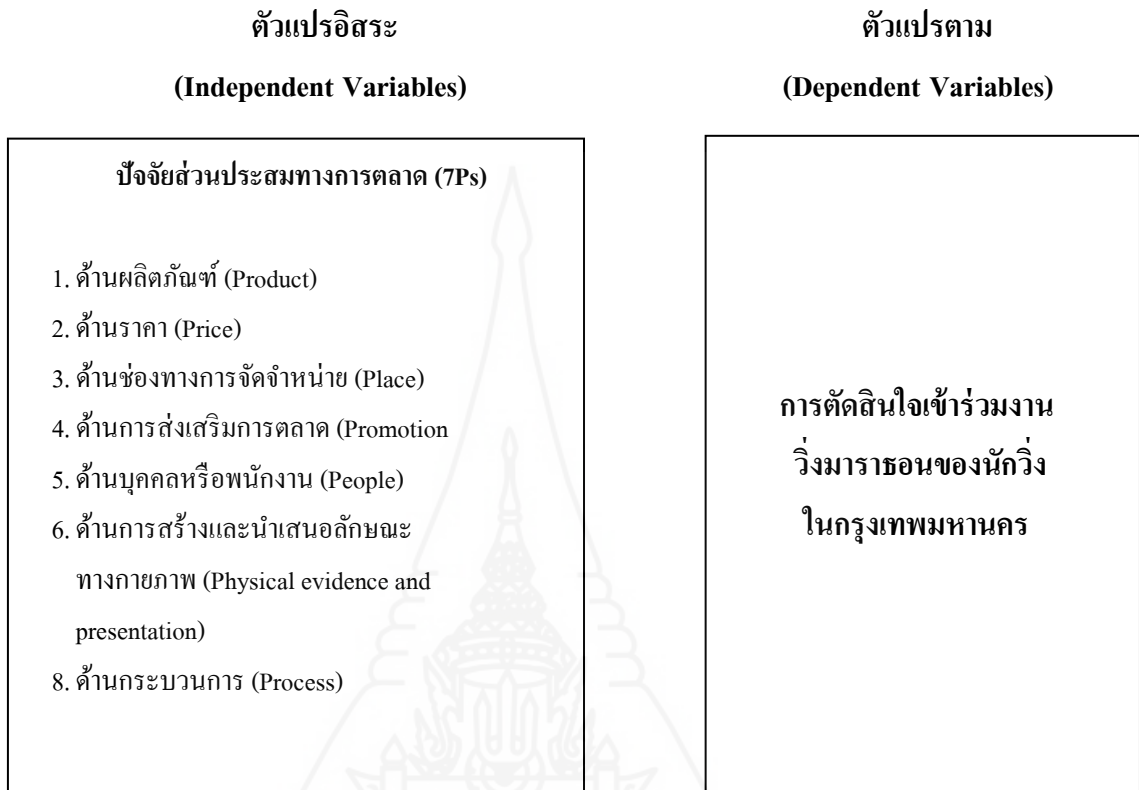 ตัวแปรอิสระ
(Independent Variables)
ปัจจัยส่วนประสมทางการตลาด (7Ps)
1. ด้านผลิตภัณฑ์ (Product)
2. ด้านราคา (Price)
3. ด้านช่องทางการจัดจำหน่าย (Place)
4. ด้านการส่งเสริมการตลาด (Promotion
5. ด้านบุคคลหรือพนักงาน (People)
6. ด้านการสร้างและนำเสนอลักษณะ
ทางกายภาพ (Physical evidence and
presentation)
8. ด้านกระบวนการ (Process)
ตัวแปรตาม
(Dependent Variables)
การตัดสินใจเข้าร่วมงาน
วิ่งมาราธอนของนักวิ่ง
ในกรุงเทพมหานคร